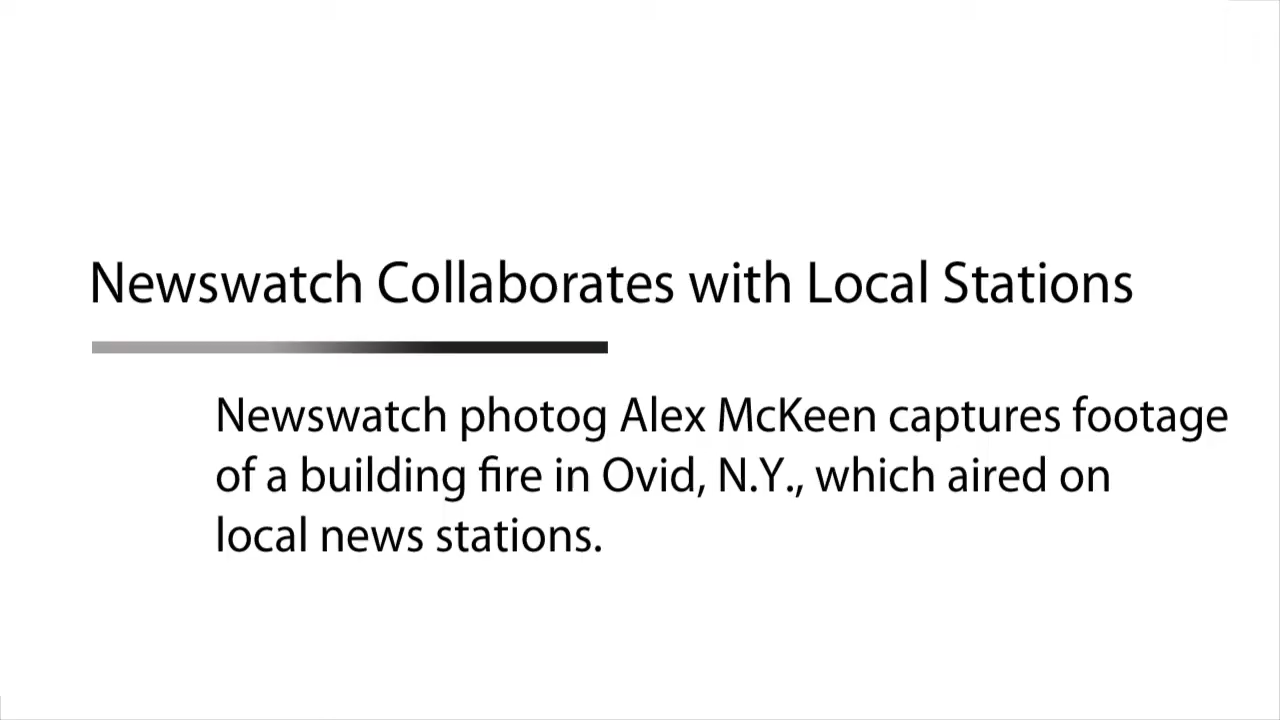 Newswatch Collaborates with Local Stations
Newswatch photog Alex McKeen captures footage
of a building fire in Ovid, N.Y., which aired on
local news stations.